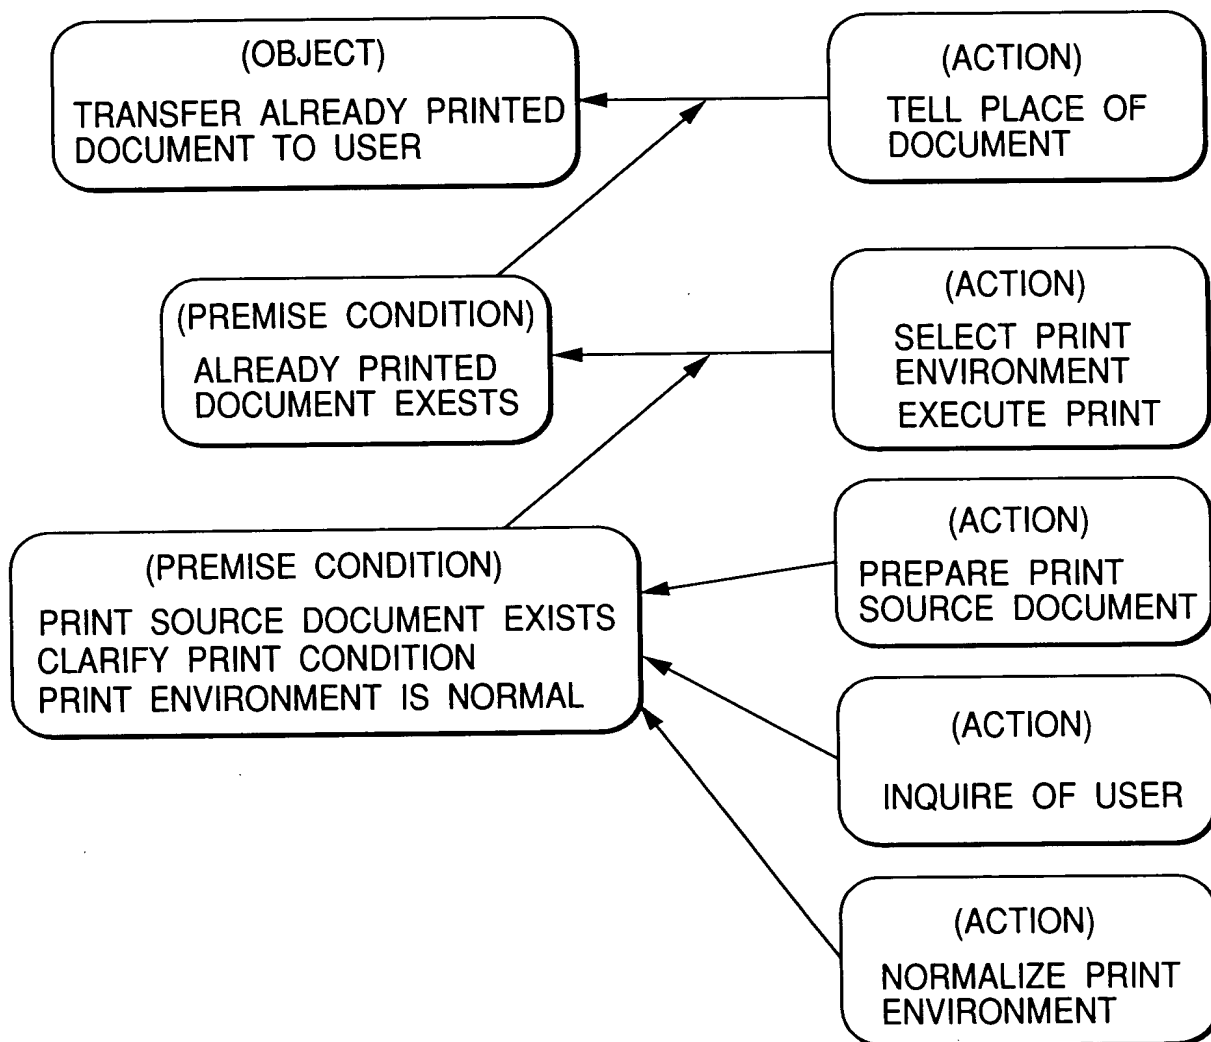 (OBJECT)
TRANSFER ALREADY PRINTED
DOCUMENT TO USER
(ACTION)
TELL PLACE OF
DOCUMENT
(PREMISE CONDITION)
ALREADY PRINTED
DOCUMENT EXESTS
(ACTION)
SELECT PRINT
ENVIRONMENT
EXECUTE PRINT
(PREMISE CONDITION)
PRINT SOURCE DOCUMENT EXISTS
CLARIFY PRINT CONDITION
PRINT ENVIRONMENT IS NORMAL
(ACTION)
PREPARE PRINT
SOURCE DOCUMENT
(ACTION)
INQUIRE OF USER
(ACTION)
NORMALIZE PRINT
ENVIRONMENT